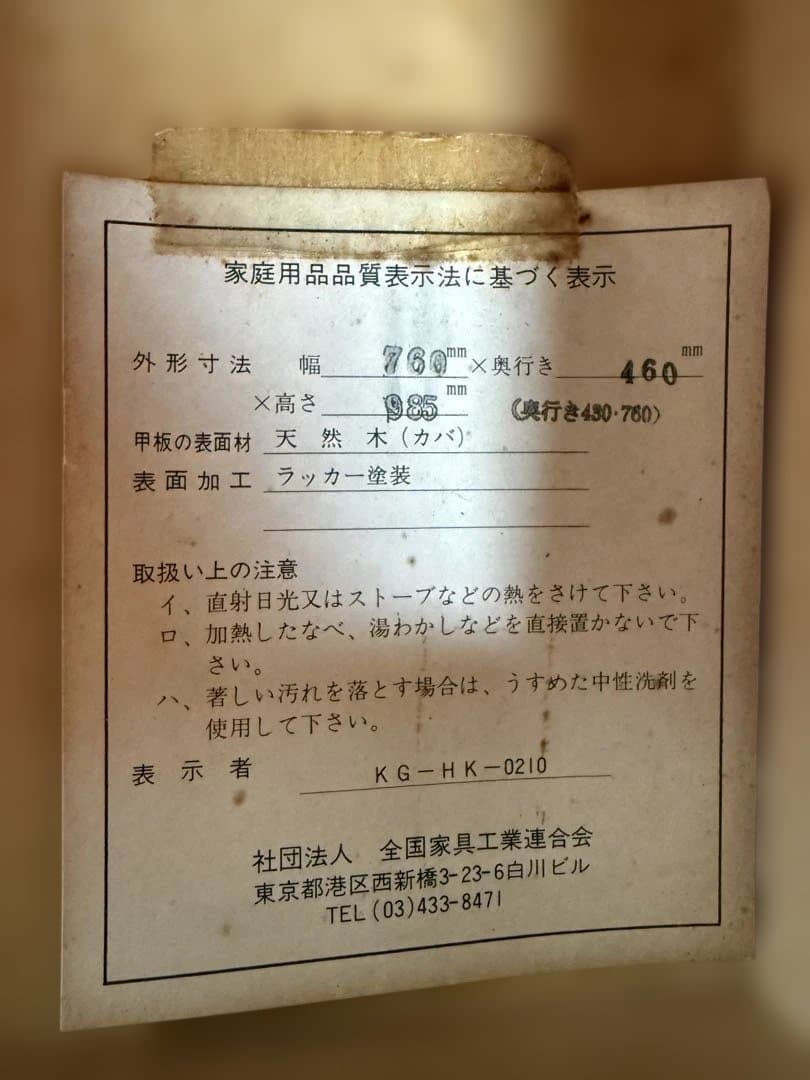 家庭用品品質表示法に基づく表示
外形寸法 幅 760mm ×奥行き 460mm
×高さ 985mm (奥行き430・760)
甲板の表面材 天然木(カバ)
表面加工 ラッカー塗装
取扱い上の注意
イ、直射日光又はストーブなどの熱をさけて下さい。
ロ、加熱したなべ、湯わかしなどを直接置かないで下
さい。
ハ、著しい汚れを落とす場合は、うすめた中性洗剤を
使用して下さい。
表示者 KG-HK-0210
社団法人 全国家具工業連合会
東京都港区西新橋3-23-6白川ビル
TEL(03)433-8471